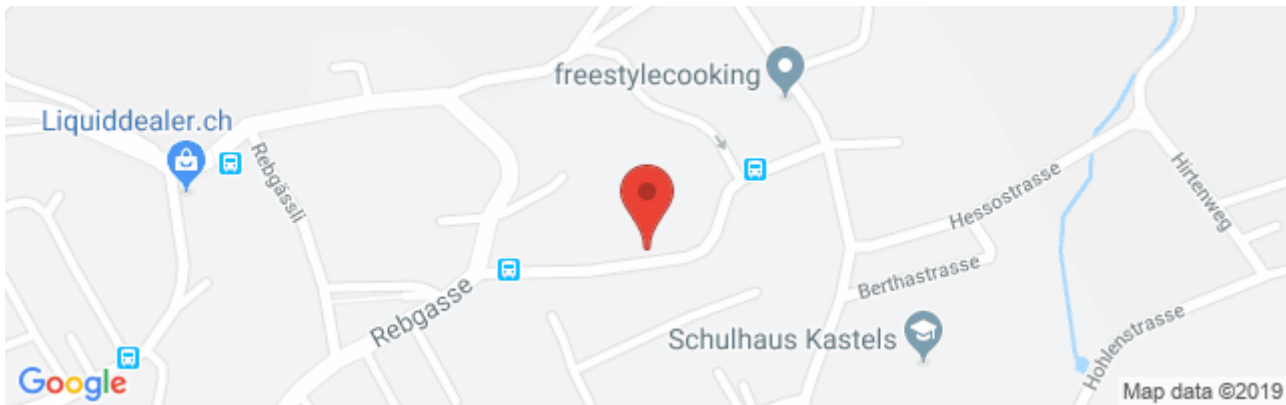 freestylecooking
Liquiddealer.ch
Rebgässli
Hirtenweg
Hessostrasse
Berthastrasse
Rebgasse
Schulhaus Kastels
Hohlenstrasse
Google
Map data ©2019